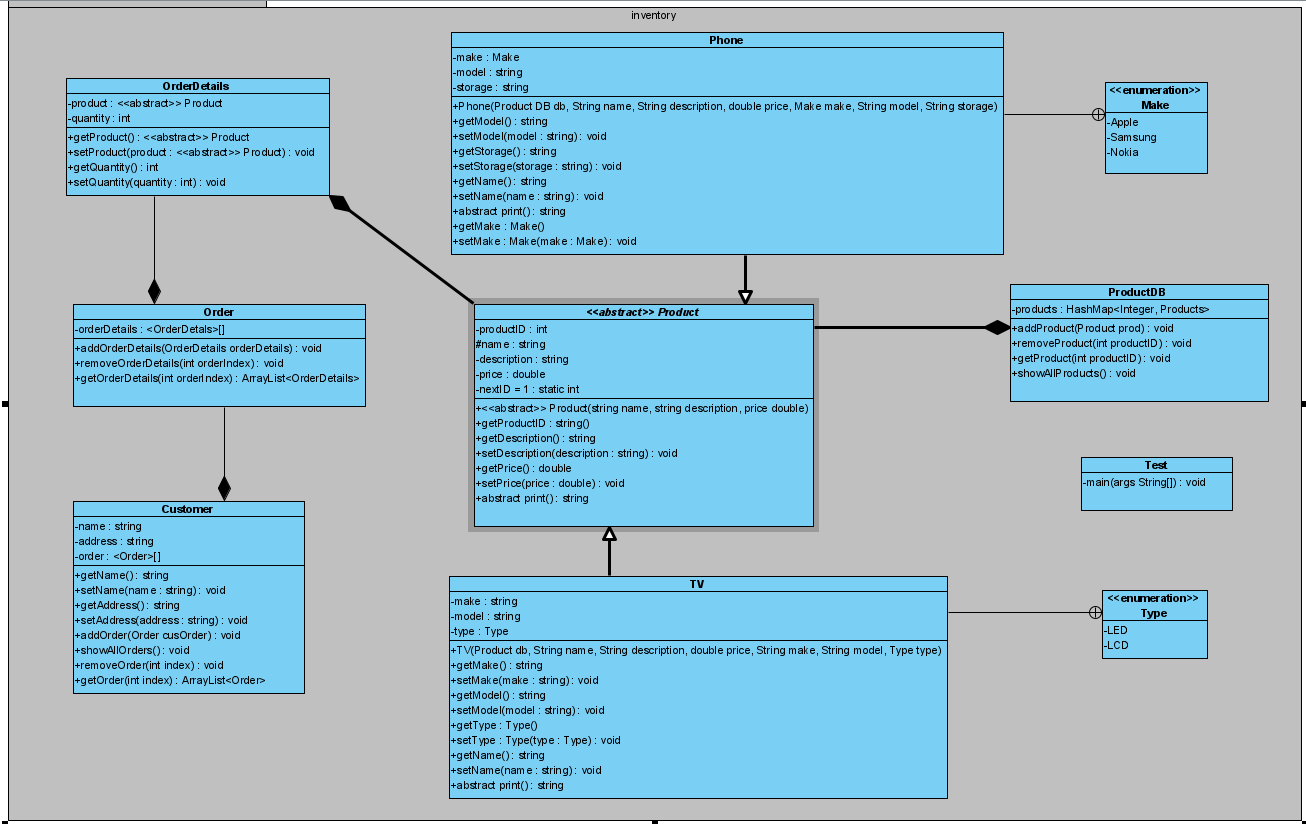 inventory
OrderDetails
-product : <<abstract>> Product
-quantity : int
+getProduct() : <<abstract>> Product
+setProduct(product : <<abstract>> Product) : void
+getQuantity() : int
+setQuantity(quantity : int) : void
Phone
-make : Make
-model : string
-storage : string
+Phone(Product DB db, String name, String description, double price, Make make, String model, String storage)
+getModel() : string
+setModel(model : string) : void
+getStorage() : string
+setStorage(storage : string) : void
+getName() : string
+setName(name : string) : void
+abstract print() : string
+getMake : Make()
+setMake : Make(make : Make) : void
<<enumeration>>
Make
-Apple
-Samsung
-Nokia
Order
-orderDetails : <OrderDetals>[]
+addOrderDetails(OrderDetails orderDetails) : void
+removeOrderDetails(int orderIndex) : void
+getOrderDetails(int orderIndex) : ArrayList<OrderDetails>
<<abstract>> Product
-productID : int
#name : string
-description : string
-price : double
-nextID = 1 : static int
+<<abstract>> Product(string name, string description, price double)
+getProductID : string()
+getDescription() : string
+setDescription(description : string) : void
+getPrice() : double
+setPrice(price : double) : void
+abstract print() : string
ProductDB
-products : HashMap<Integer, Products>
+addProduct(Product prod) : void
+removeProduct(int productID) : void
+getProduct(int productID) : void
+showAllProducts() : void
Test
-main(args String[]) : void
Customer
-name : string
-address : string
-order : <Order>[]
+getName() : string
+setName(name : string) : void
+getAddress() : string
+setAddress(address : string) : void
+addOrder(Order cusOrder) : void
+showAllOrders() : void
+removeOrder(int index) : void
+getOrder(int index) : ArrayList<Order>
TV
-make : string
-model : string
-type : Type
+TV(Product db, String name, String description, double price, String make, String model, Type type)
+getMake() : string
+setMake(make : string) : void
+getModel() : string
+setModel(model : string) : void
+getType : Type()
+setType : Type(type : Type) : void
+getName() : string
+setName(name : string) : void
+abstract print() : string
<<enumeration>>
Type
-LED
-LCD